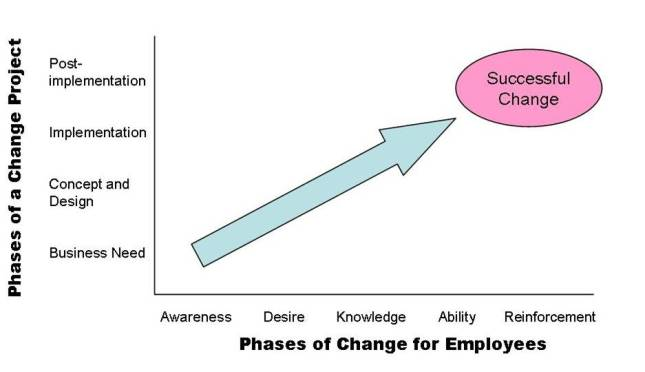 Phases of a Change Project
Post-
implementation
Implementation
Concept and
Design
Business Need
Successful
Change
Awareness Desire Knowledge Ability Reinforcement
Phases of Change for Employees